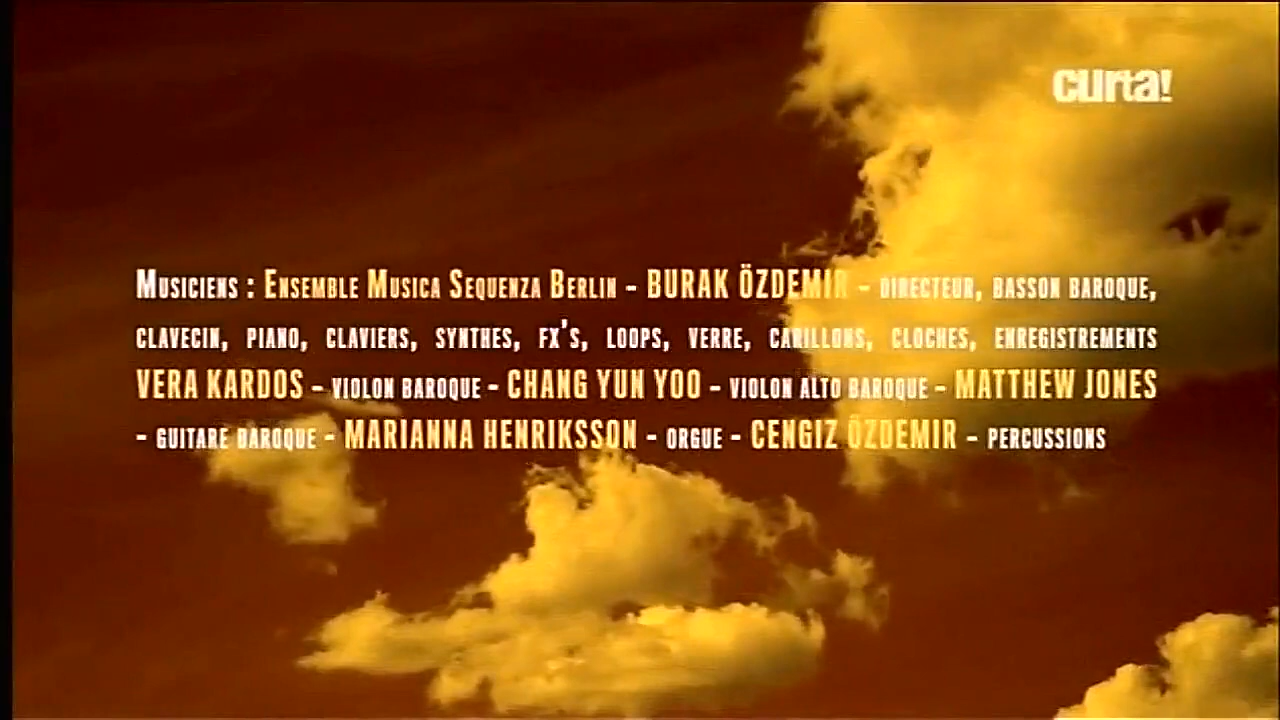 curta!
Musiciens : Ensemble Musica Sequenza Berlin – BURAK ÖZDEMIR – directeur, basson baroque,
clavecin, piano, claviers, synthes, fx's, loops, verre, carillons, cloches, enregistrements
VERA KARDOS – violon baroque – CHANG YUN YOO – violon alto baroque – MATTHEW JONES
– guitare baroque – MARIANNA HENRIKSSON – orgue – CENGIZ ÖZDEMIR – percussions